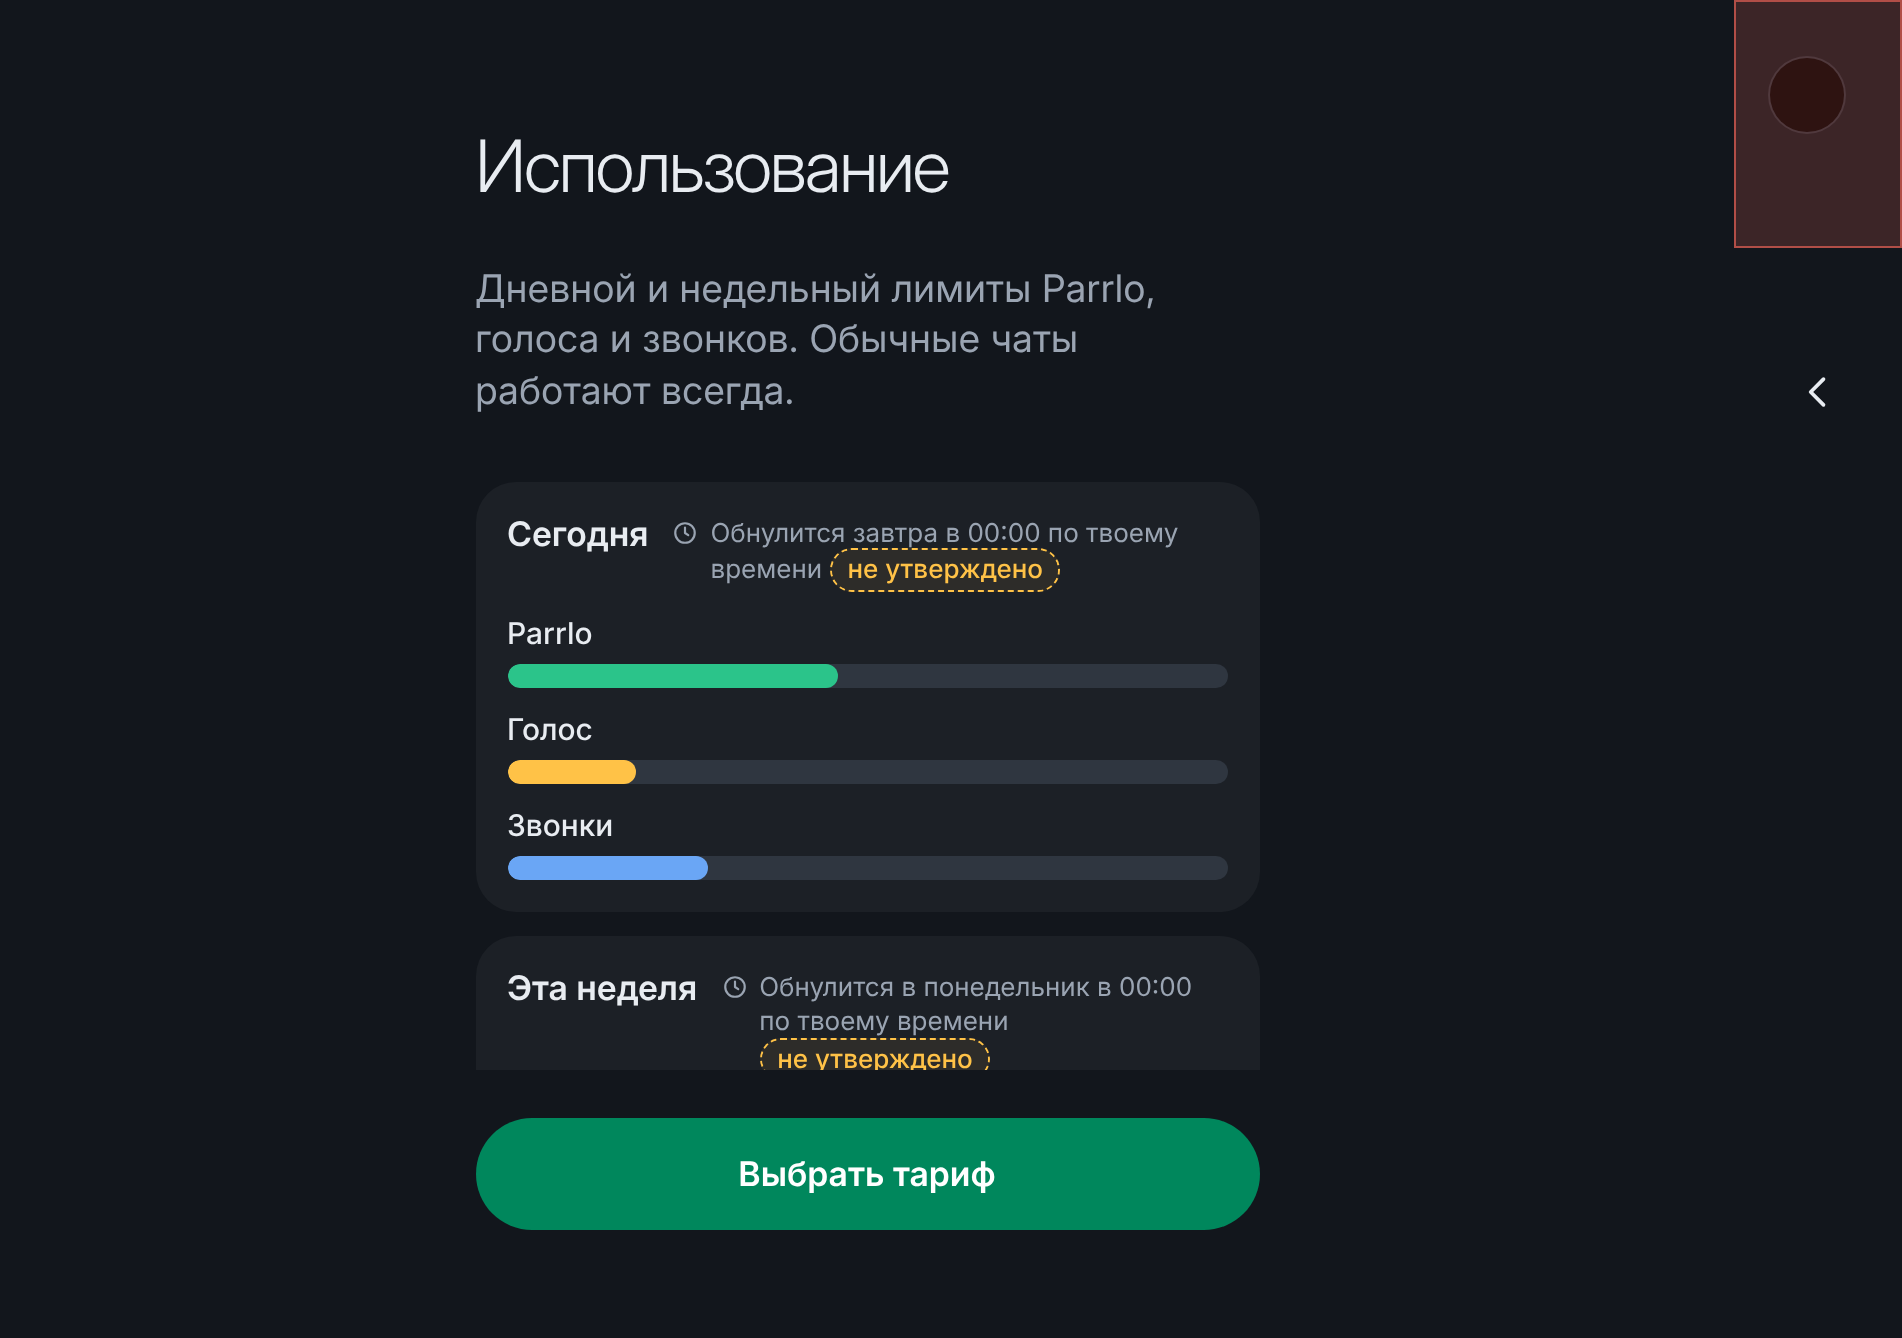 Использование
Дневной и недельный лимиты Parrlo,
голоса и звонков. Обычные чаты
работают всегда.
Сегодня Обнулится завтра в 00:00 по твоему
времени не утверждено
Parrlo
Голос
Звонки
Эта неделя Обнулится в понедельник в 00:00
по твоему времени
не утверждено
Выбрать тариф